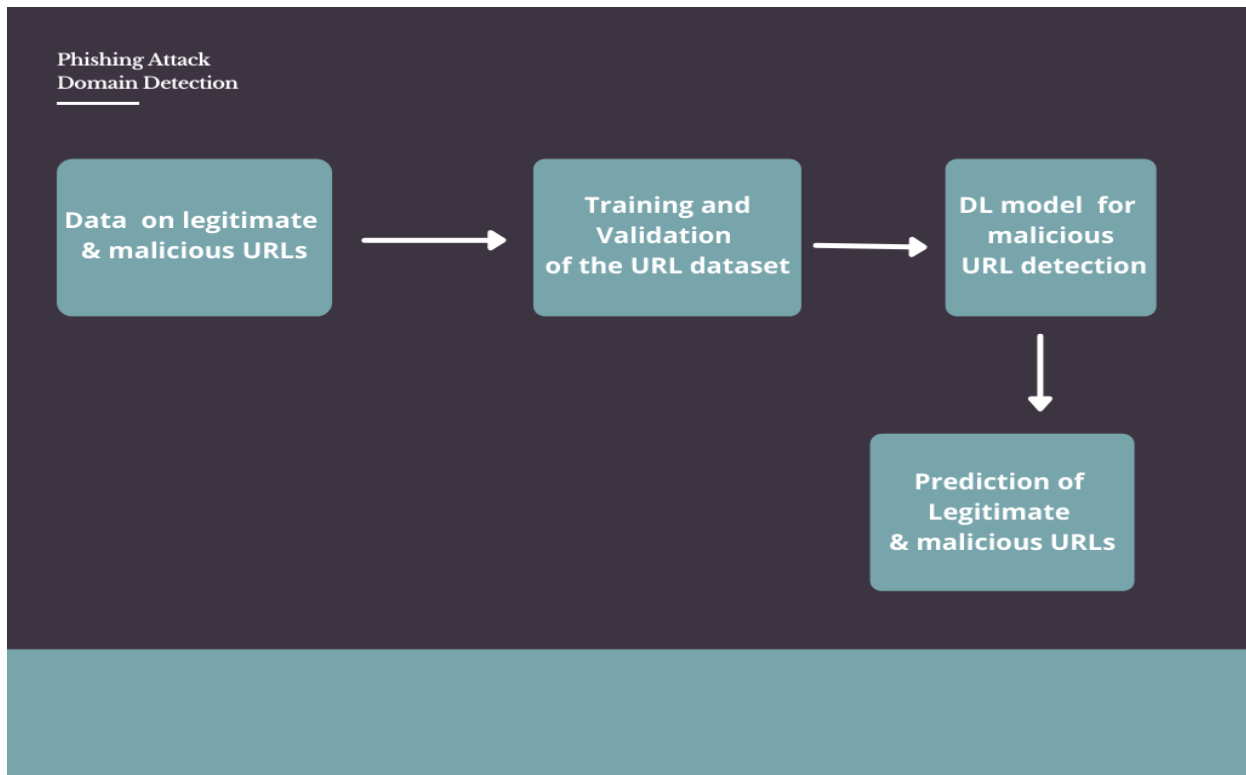 Phishing Attack
Domain Detection
Data on legitimate
& malicious URLs
Training and
Validation
of the URL dataset
DL model for
malicious
URL detection
Prediction of
Legitimate
& malicious URLs